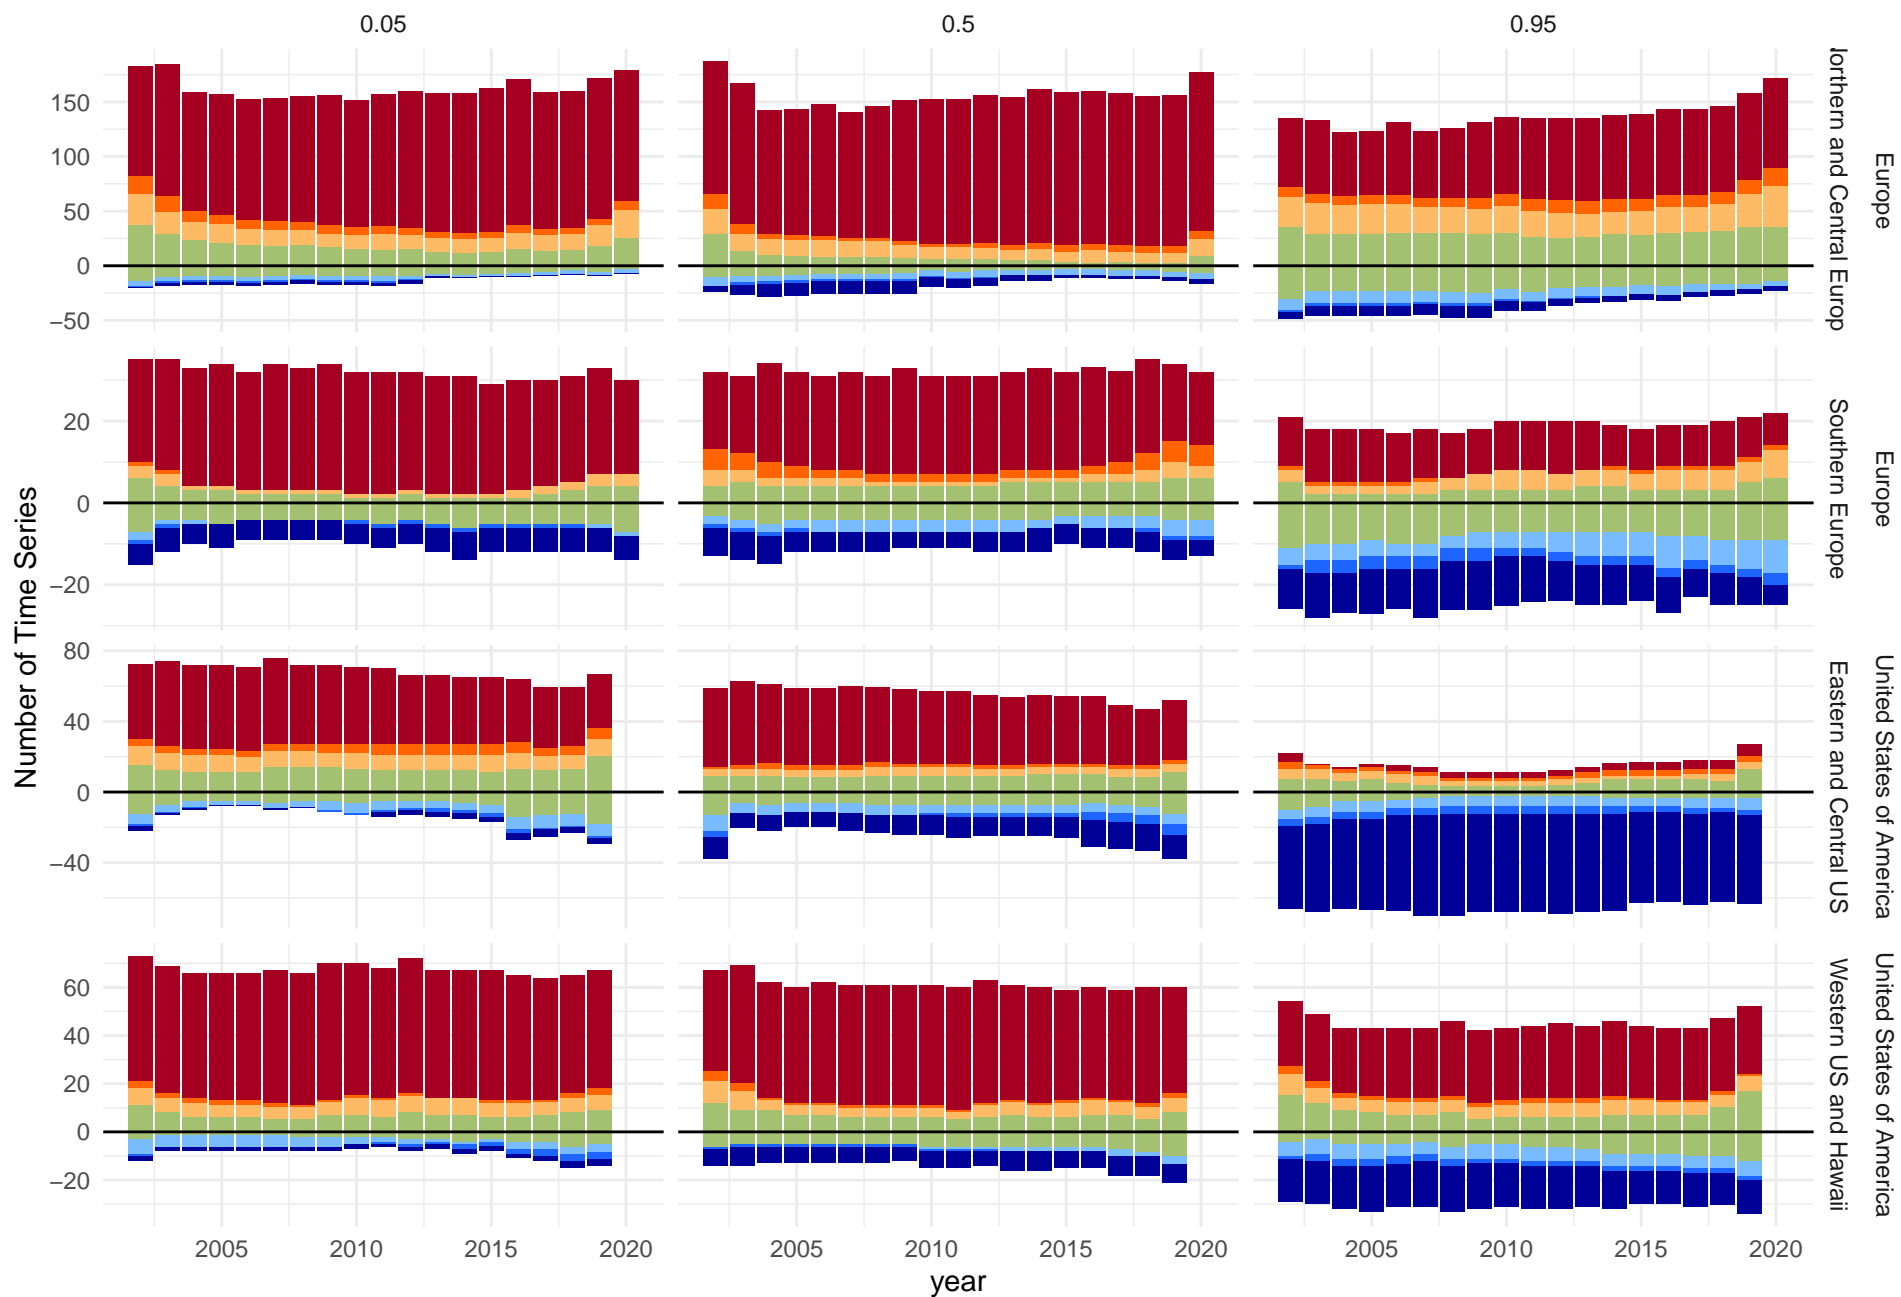 0.05 0.5 0.95
150
100
50
0
−50
Northern and Central Europ
Europe
20
0
−20
Southern Europe
Europe
80
40
0
−40
Eastern and Central US
United States of America
60
40
20
0
−20
Western US and Hawaii
United States of America
Number of Time Series
2005 2010 2015 2020 2005 2010 2015 2020 2005 2010 2015 2020
year